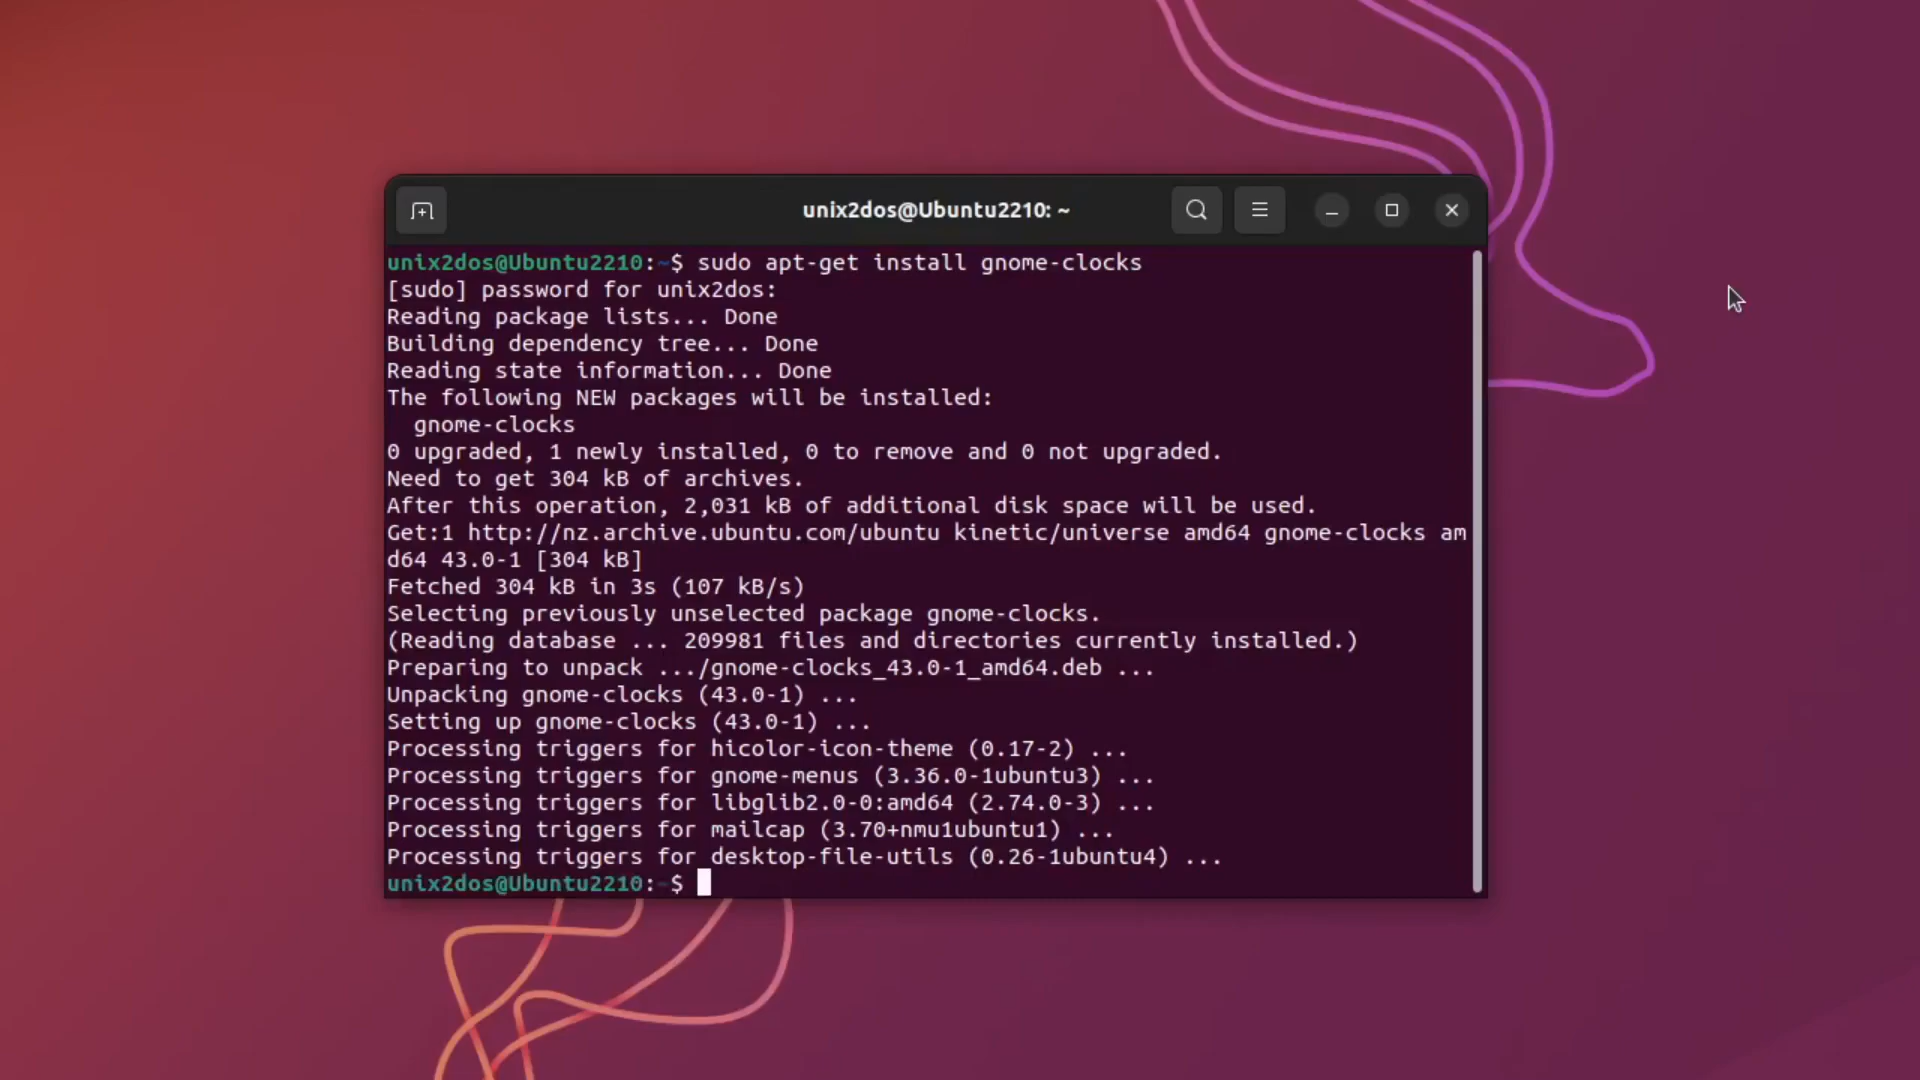 unix2dos@Ubuntu2210: ~
unix2dos@Ubuntu2210:~$ sudo apt-get install gnome-clocks
[sudo] password for unix2dos:
Reading package lists... Done
Building dependency tree... Done
Reading state information... Done
The following NEW packages will be installed:
  gnome-clocks
0 upgraded, 1 newly installed, 0 to remove and 0 not upgraded.
Need to get 304 kB of archives.
After this operation, 2,031 kB of additional disk space will be used.
Get:1 http://nz.archive.ubuntu.com/ubuntu kinetic/universe amd64 gnome-clocks am
d64 43.0-1 [304 kB]
Fetched 304 kB in 3s (107 kB/s)
Selecting previously unselected package gnome-clocks.
(Reading database ... 209981 files and directories currently installed.)
Preparing to unpack .../gnome-clocks_43.0-1_amd64.deb ...
Unpacking gnome-clocks (43.0-1) ...
Setting up gnome-clocks (43.0-1) ...
Processing triggers for hicolor-icon-theme (0.17-2) ...
Processing triggers for gnome-menus (3.36.0-1ubuntu3) ...
Processing triggers for libglib2.0-0:amd64 (2.74.0-3) ...
Processing triggers for mailcap (3.70+nmu1ubuntu1) ...
Processing triggers for desktop-file-utils (0.26-1ubuntu4) ...
unix2dos@Ubuntu2210:~$